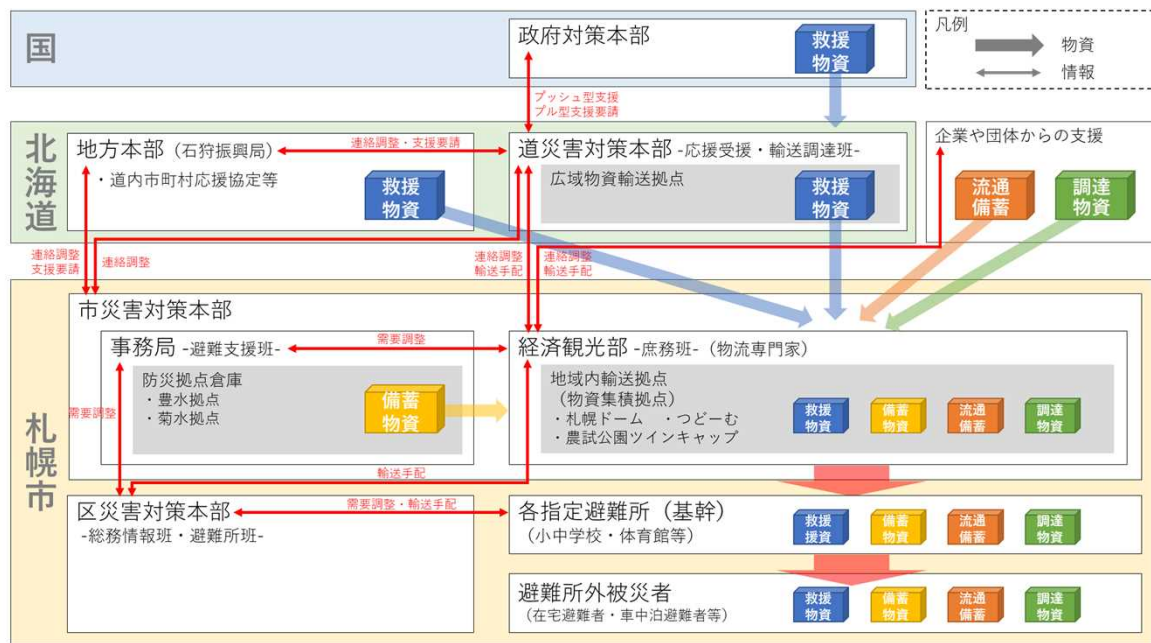 国
政府対策本部
救援
物資
凡例
物資
情報
プッシュ型支援
プル型支援要請
北海道
地方本部（石狩振興局）
・道内市町村応援協定等
救援
物資
連絡調整・支援要請
道災害対策本部 -応援受援・輸送調達班-
広域物資輸送拠点
救援
物資
企業や団体からの支援
流通
備蓄
調達
物資
連絡調整
支援要請
連絡調整
連絡調整
輸送手配
連絡調整
輸送手配
札幌市
市災害対策本部
事務局 -避難支援班-
防災拠点倉庫
・豊水拠点
・菊水拠点
備蓄
物資
需要調整
需要調整
経済観光部 -庶務班-（物流専門家）
地域内輸送拠点
（物資集積拠点）
・札幌ドーム　・つどーむ
・農試公園ツインキャップ
救援
物資
備蓄
物資
流通
備蓄
調達
物資
輸送手配
区災害対策本部
-総務情報班・避難所班-
需要調整・輸送手配
各指定避難所（基幹）
（小中学校・体育館等）
救援
援資
備蓄
物資
流通
備蓄
調達
物資
避難所外被災者
（在宅避難者・車中泊避難者等）
救援
物資
備蓄
物資
流通
備蓄
調達
物資